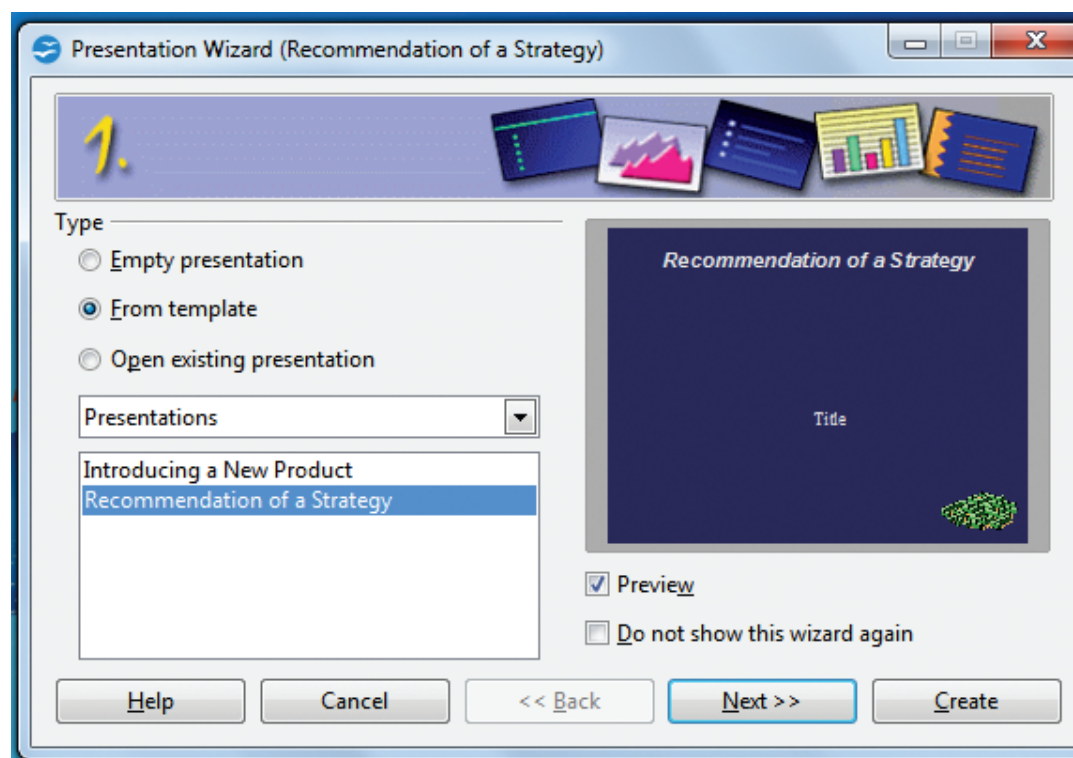 Presentation Wizard (Recommendation of a Strategy)
1.
Type
Empty presentation
From template
Open existing presentation
Presentations
Introducing a New Product
Recommendation of a Strategy
Recommendation of a Strategy
Title
Preview
Do not show this wizard again
Help
Cancel
<< Back
Next >>
Create